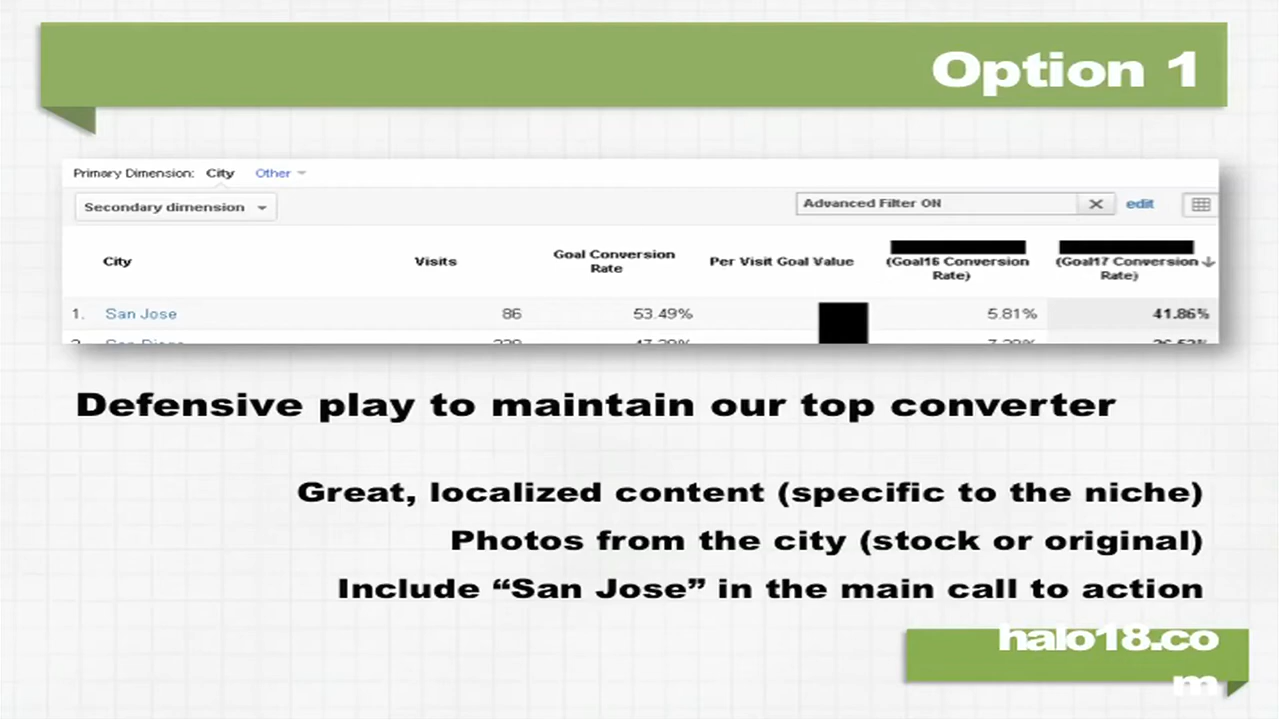 Option 1
Primary Dimension: City Other
Secondary dimension
Advanced Filter ON
edit
City
Visits
Goal Conversion
Rate
Per Visit Goal Value
(Goal16 Conversion
Rate)
(Goal17 Conversion
Rate)
1. San Jose 86 53.49% 5.81% 41.86%
Defensive play to maintain our top converter
Great, localized content (specific to the niche)
Photos from the city (stock or original)
Include “San Jose” in the main call to action
halo18.co
m